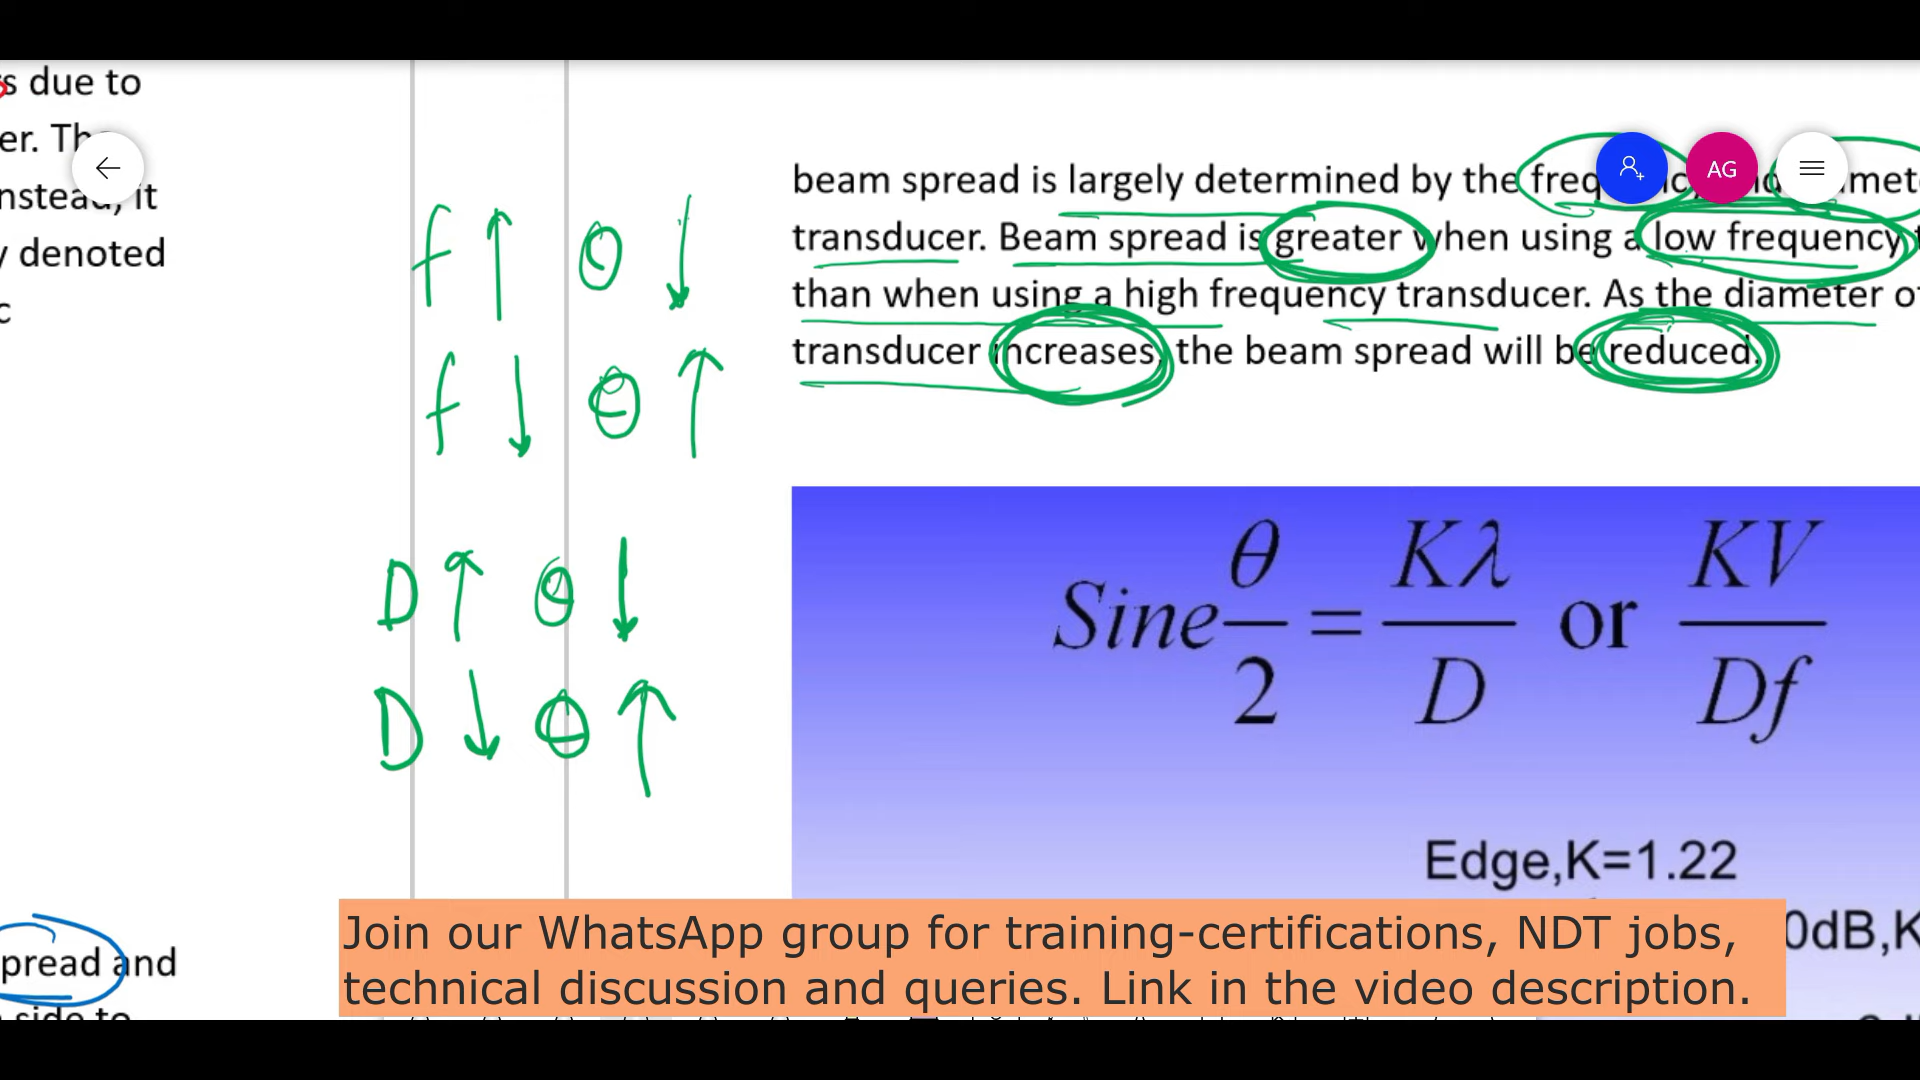 s due to
er. Th
nstead, it
y denoted
c
pread and
side to
f ↑ θ ↓
f ↓ θ ↑
D ↑ θ ↓
D ↓ θ ↑
AG
beam spread is largely determined by the
transducer. Beam spread is greater when using a low frequency
than when using a high frequency transducer. As the diameter
transducer increases, the beam spread will be reduced.
Sine θ/2 = Kλ/D or KV/Df
Edge,K=1.22
0dB,K
Join our WhatsApp group for training-certifications, NDT jobs,
technical discussion and queries. Link in the video description.